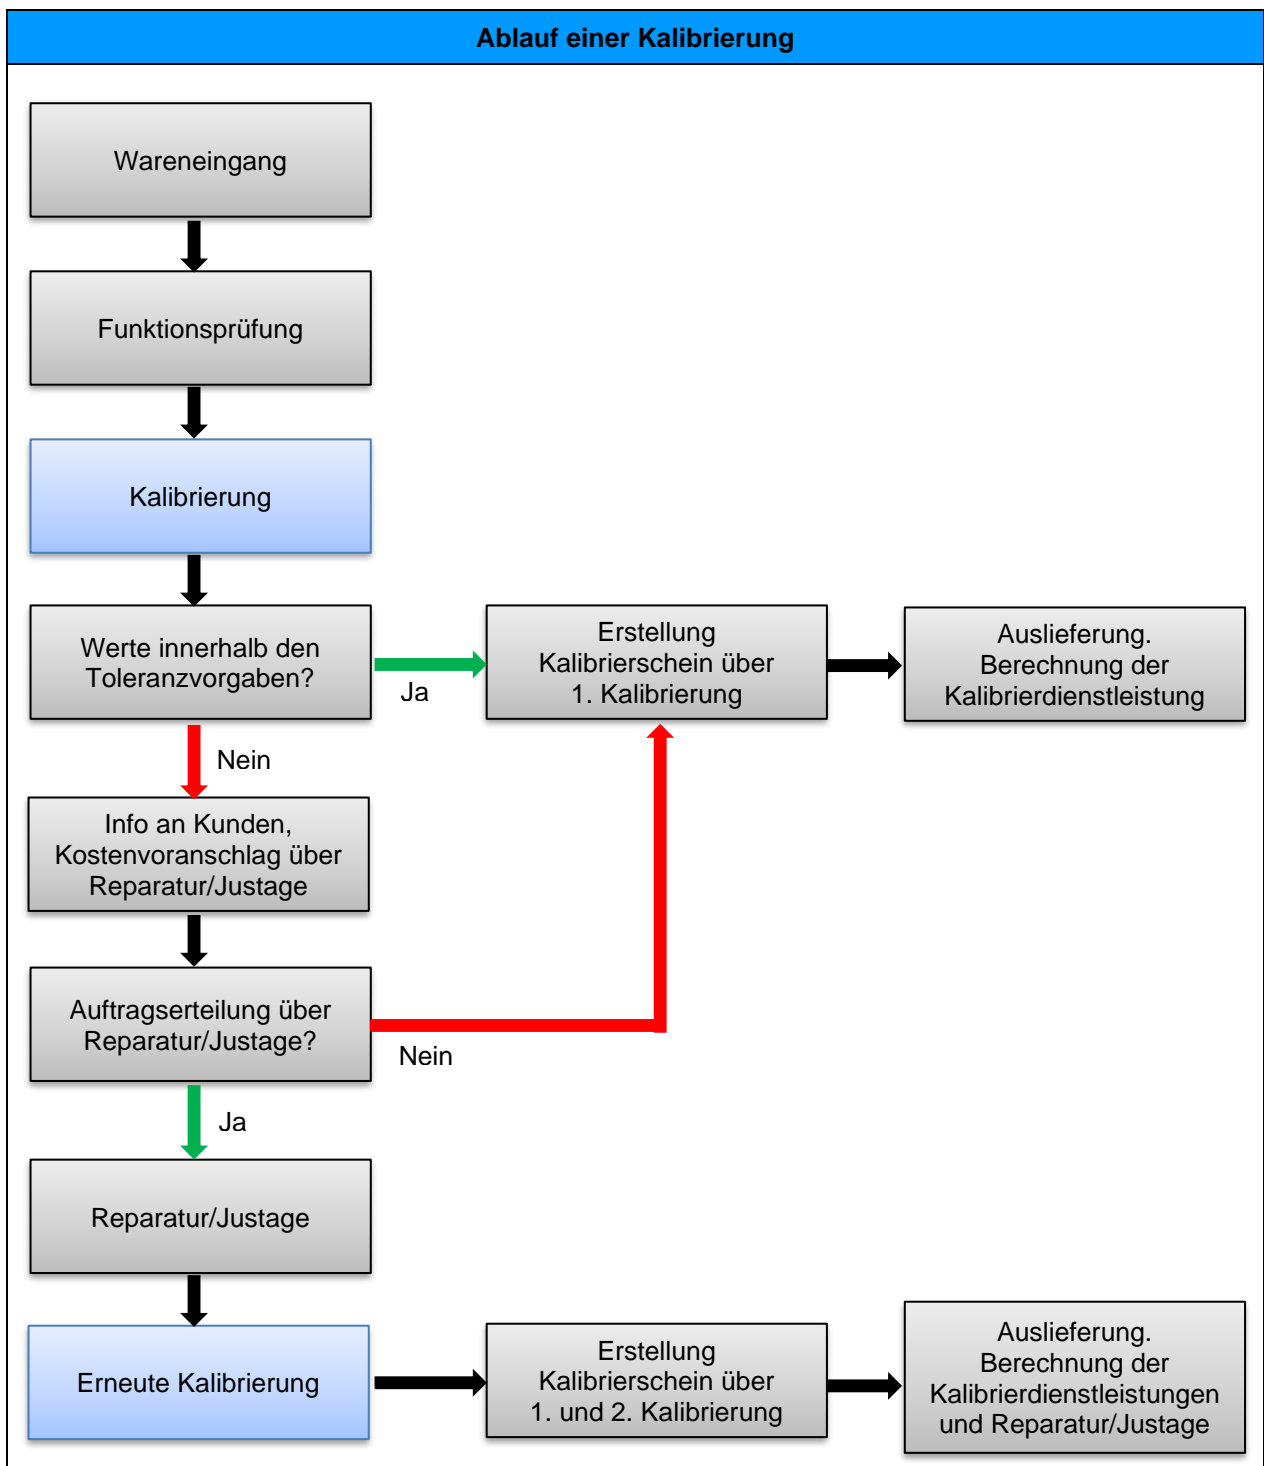 Ablauf einer Kalibrierung
Wareneingang
Funktionsprüfung
Kalibrierung
Werte innerhalb den
Toleranzvorgaben?
Ja
Erstellung
Kalibrierschein über
1. Kalibrierung
Auslieferung.
Berechnung der
Kalibrierdienstleistung
Nein
Info an Kunden,
Kostenvoranschlag über
Reparatur/Justage
Auftragserteilung über
Reparatur/Justage?
Nein
Ja
Reparatur/Justage
Erneute Kalibrierung
Erstellung
Kalibrierschein über
1. und 2. Kalibrierung
Auslieferung.
Berechnung der
Kalibrierdienstleistungen
und Reparatur/Justage